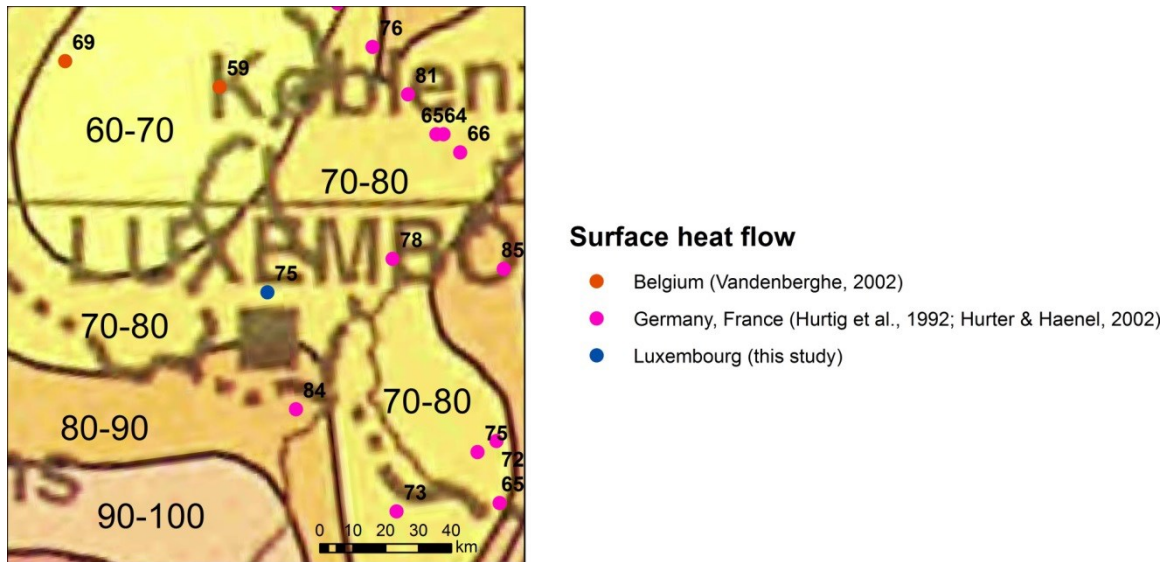 76
69
59
81
Koblenz
6564
66
60-70
70-80
LUXEMBO
78
85
75
70-80
84
70-80
80-90
75
72
65
73
90-100
0 10 20 30 40
km
Surface heat flow
Belgium (Vandenberghe, 2002)
Germany, France (Hurtig et al., 1992; Hurter & Haenel, 2002)
Luxembourg (this study)